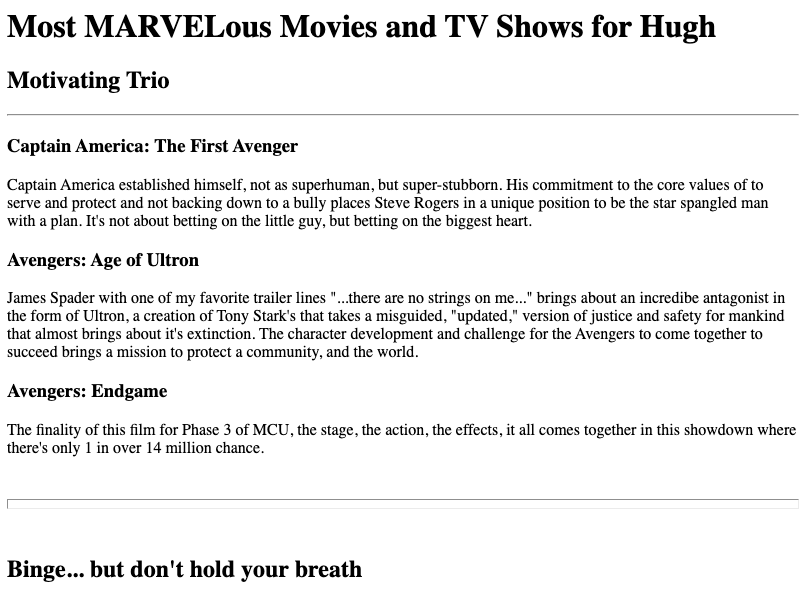 Most MARVELous Movies and TV Shows for Hugh
Motivating Trio
Captain America: The First Avenger
Captain America established himself, not as superhuman, but super-stubborn. His commitment to the core values of to
serve and protect and not backing down to a bully places Steve Rogers in a unique position to be the star spangled man
with a plan. It's not about betting on the little guy, but betting on the biggest heart.
Avengers: Age of Ultron
James Spader with one of my favorite trailer lines "...there are no strings on me..." brings about an incredibe antagonist in
the form of Ultron, a creation of Tony Stark's that takes a misguided, "updated," version of justice and safety for mankind
that almost brings about it's extinction. The character development and challenge for the Avengers to come together to
succeed brings a mission to protect a community, and the world.
Avengers: Endgame
The finality of this film for Phase 3 of MCU, the stage, the action, the effects, it all comes together in this showdown where
there's only 1 in over 14 million chance.
Binge... but don't hold your breath